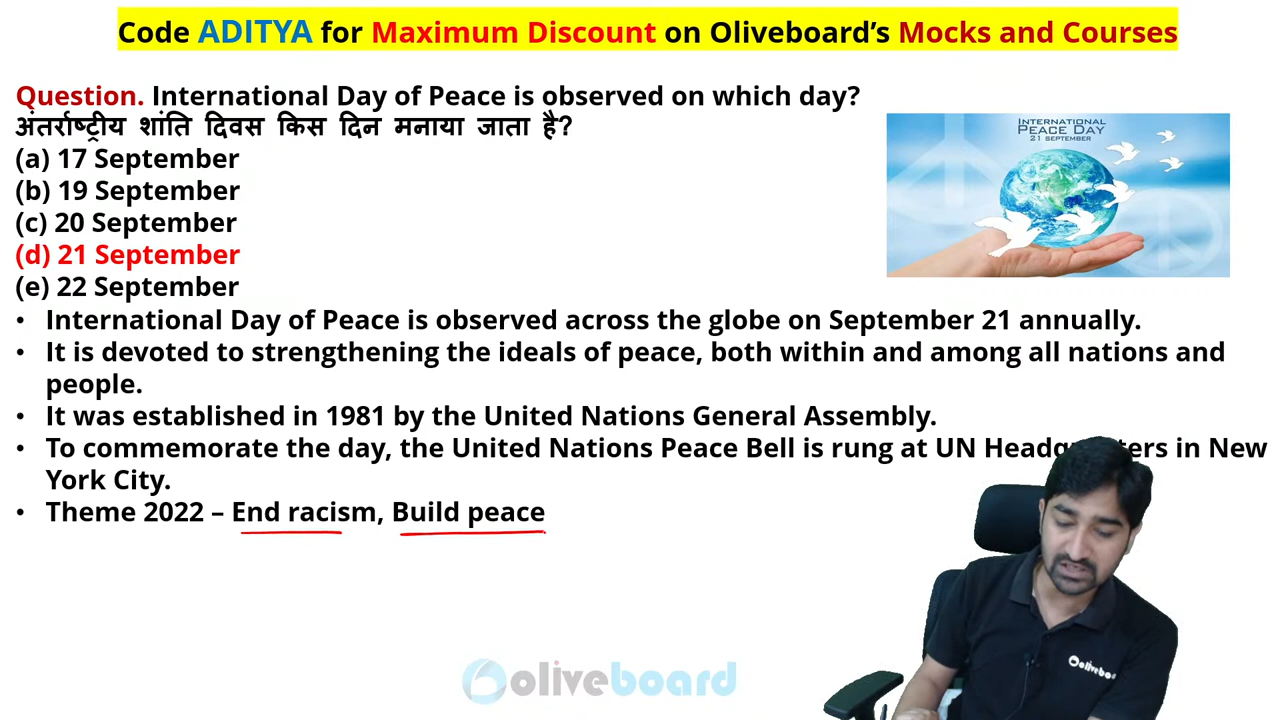 Code ADITYA for Maximum Discount on Oliveboard’s Mocks and Courses
Question. International Day of Peace is observed on which day?
अंतर्राष्ट्रीय शांति दिवस किस दिन मनाया जाता है?
(a) 17 September
(b) 19 September
(c) 20 September
(d) 21 September
(e) 22 September
INTERNATIONAL
PEACE DAY
21 SEPTEMBER
• International Day of Peace is observed across the globe on September 21 annually.
• It is devoted to strengthening the ideals of peace, both within and among all nations and
people.
• It was established in 1981 by the United Nations General Assembly.
• To commemorate the day, the United Nations Peace Bell is rung at UN in New
York City.
• Theme 2022 – End racism, Build peace
oliveboard